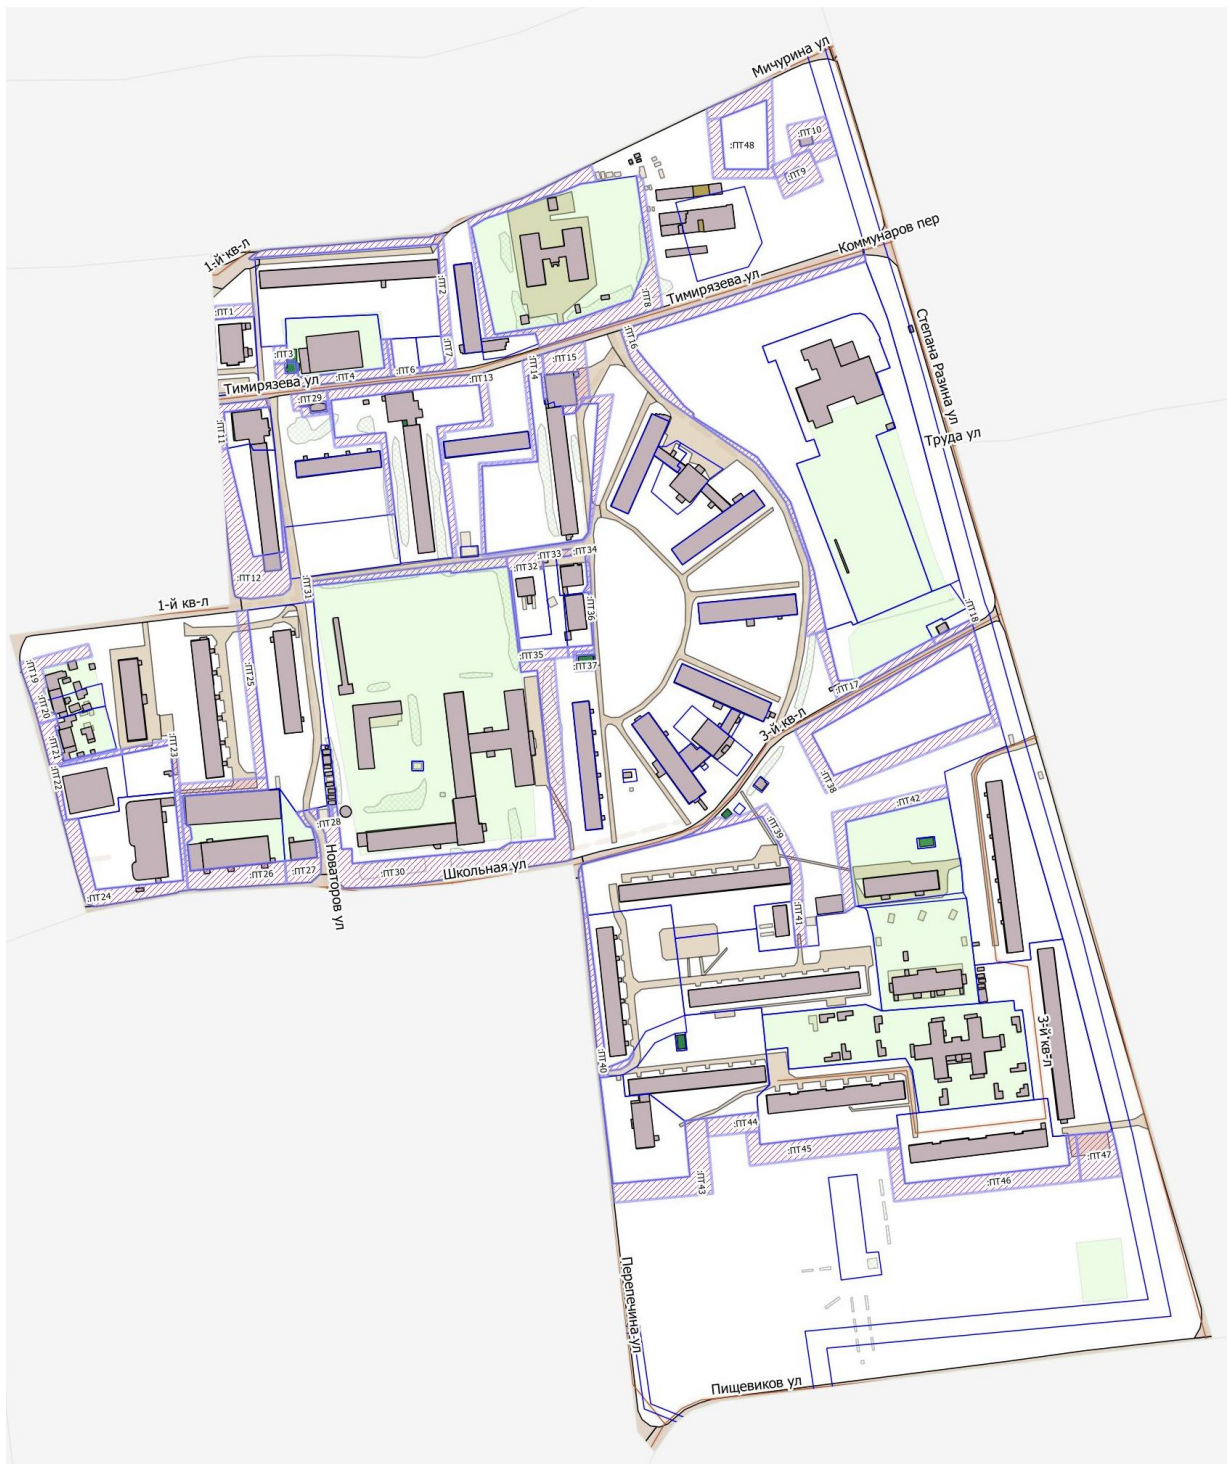 Мичурина ул
:ПТ10
:ПТ48
:ПТ9
Коммунаров пер
1-й кв-л
:ПТ2
:ПТ8
Тимирязева ул
:ПТ1
Степана Разина ул
:ПТ16
:ПТ7
:ПТ3
:ПТ15
:ПТ14
:ПТ6
:ПТ4
:ПТ13
Тимирязева ул
:ПТ29
:ПТ11
Труда ул
:ПТ34
:ПТ33
:ПТ32
:ПТ12
:ПТ31
1-й кв-л
:ПТ36
:ПТ18
:ПТ35
:ПТ37
:ПТ19
:ПТ25
:ПТ17
:ПТ20
3-й кв-л
:ПТ21
:ПТ23
:ПТ22
:ПТ38
:ПТ42
:ПТ28
:ПТ39
Школьная ул
:ПТ30
:ПТ26
:ПТ27
Новаторов ул
:ПТ24
:ПТ41
3-й кв-л
:ПТ40
:ПТ44
:ПТ45
:ПТ47
:ПТ43
:ПТ46
Перепечина ул
Пищевиков ул